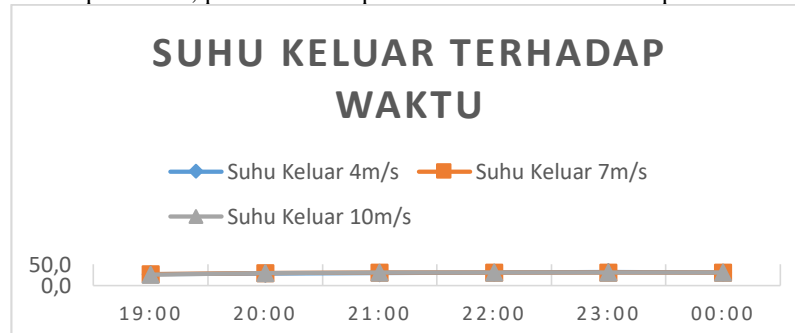 SUHU KELUAR TERHADAP
WAKTU
Suhu Keluar 4m/s Suhu Keluar 7m/s
Suhu Keluar 10m/s
50,0
0,0
19:00 20:00 21:00 22:00 23:00 00:00